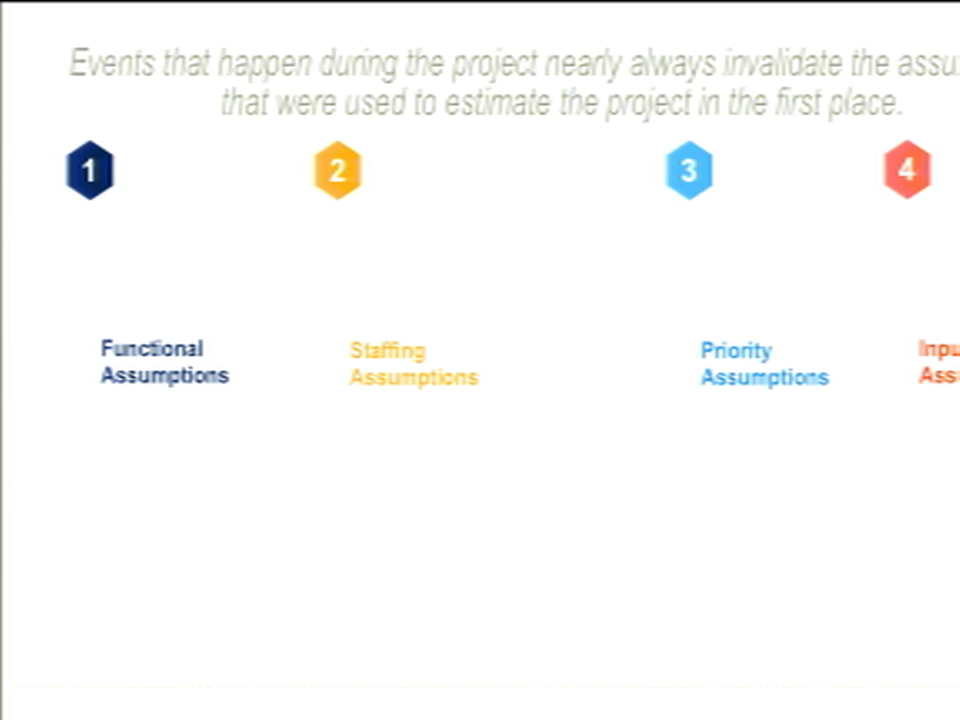 Events that happen during the project nearly always invalidate the
that were used to estimate the project in the first place.
1
2
3
4
Functional
Assumptions
Staffing
Assumptions
Priority
Assumptions